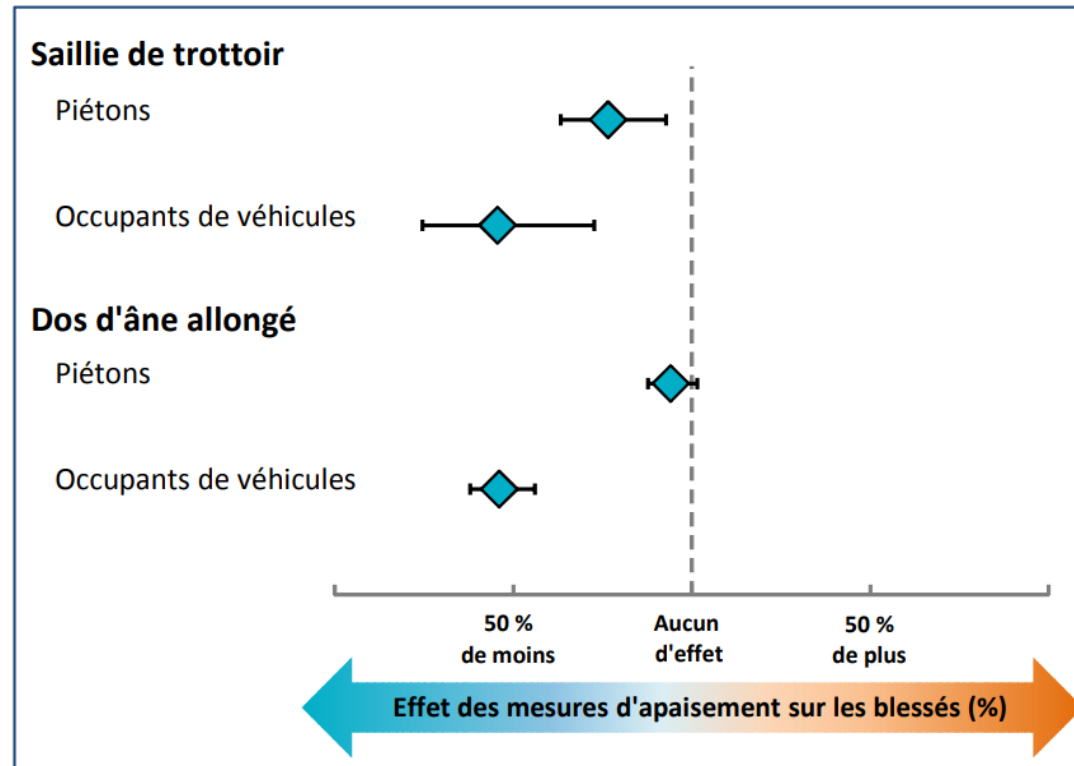 Saillie de trottoir
Piétons
Occupants de véhicules
Dos d'âne allongé
Piétons
Occupants de véhicules
50 %
de moins
Aucun
d'effet
50 %
de plus
Effet des mesures d'apaisement sur les blessés (%)